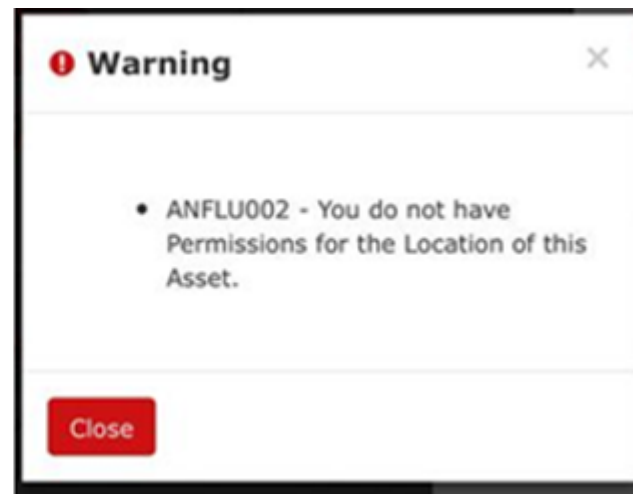 Warning
• ANFLU002 - You do not have
Permissions for the Location of this
Asset.
Close